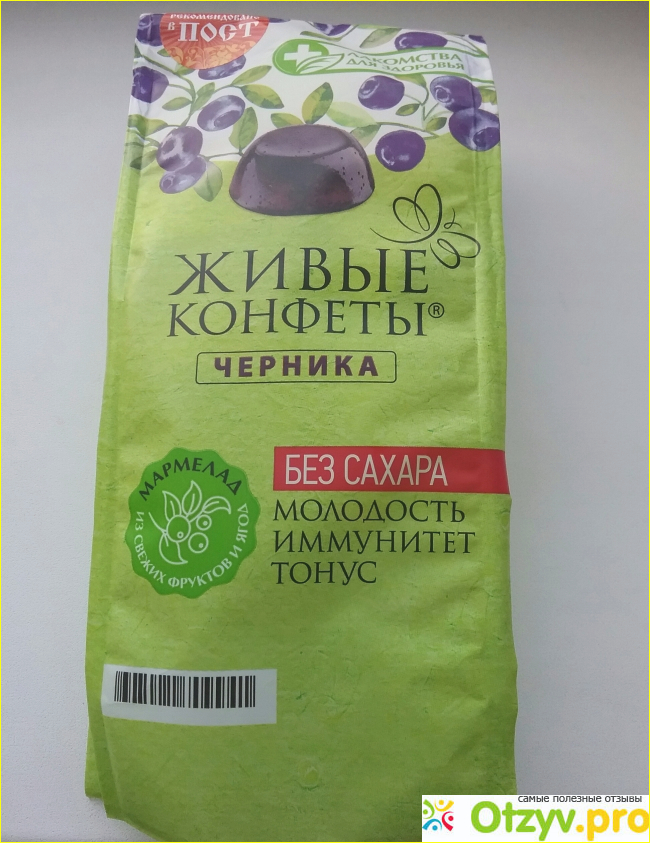 РЕКОМЕНДОВАНО
В ПОСТ
ЛАКОМСТВА
ДЛЯ ЗДОРОВЬЯ
ЖИВЫЕ
КОНФЕТЫ®
ЧЕРНИКА
БЕЗ САХАРА
МАРМЕЛАД
ИЗ СВЕЖИХ ФРУКТОВ И ЯГОД
МОЛОДОСТЬ
ИММУНИТЕТ
ТОНУС
самые полезные отзывы
Otzyv.pro